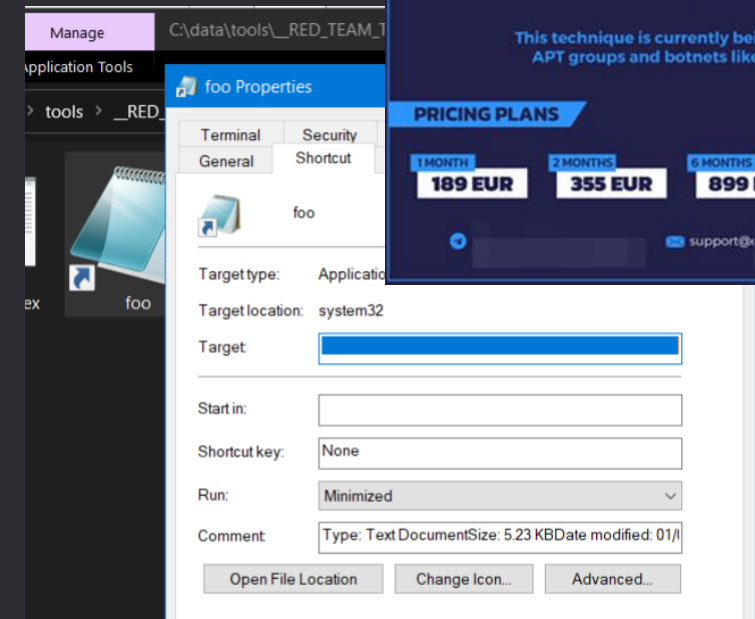 Manage
C:\data\tools\__RED_TEAM_T
Application Tools
tools > __RED_
foo Properties
Terminal
Security
General
Shortcut
foo
Target type:
Applicatio
Target location:
system32
Target:
Start in:
Shortcut key:
None
Run:
Minimized
Comment:
Type: Text DocumentSize: 5.23 KBDate modified: 01/
Open File Location
Change Icon...
Advanced...
ex
foo
This technique is currently bei
APT groups and botnets like
PRICING PLANS
1 MONTH
189 EUR
2 MONTHS
355 EUR
6 MONTHS
899
support@